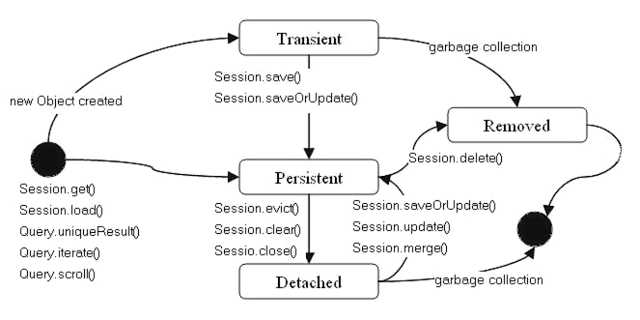 Transient
garbage collection
Session.save()
Session.saveOrUpdate()
new Object created
Removed
Session.delete()
Persistent
Session.get()
Session.load()
Query.uniqueResult()
Query.iterate()
Query.scroll()
Session.evict()
Session.clear()
Sessio.close()
Session.saveOrUpdate()
Session.update()
Session.merge()
Detached
garbage collection